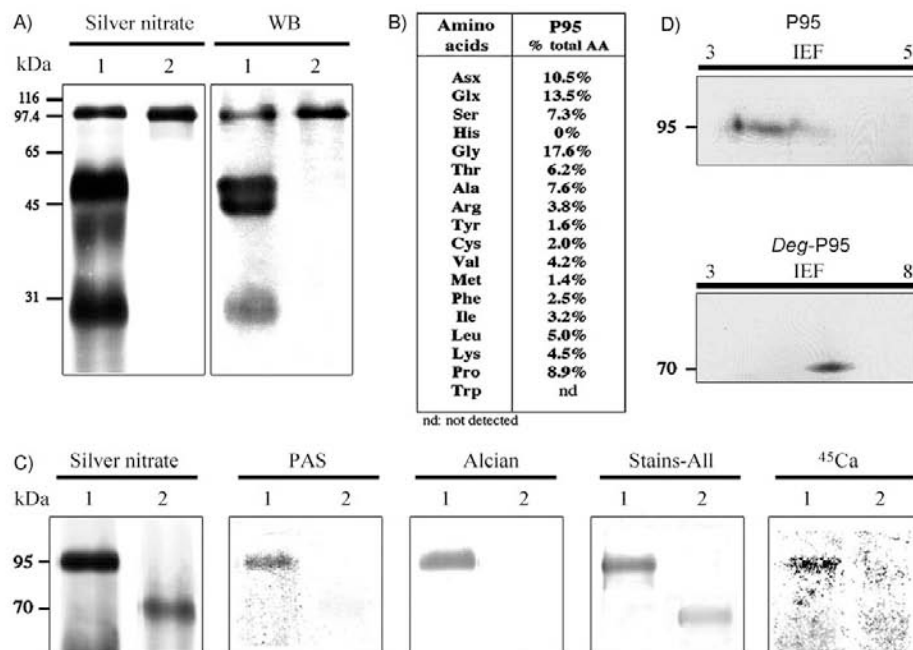 A)
Silver nitrate WB
kDa 1 2 1 2
116
97.4
65
45
31
B)
Amino acids P95 % total AA
Asx 10.5%
Glx 13.5%
Ser 7.3%
His 0%
Gly 17.6%
Thr 6.2%
Ala 7.6%
Arg 3.8%
Tyr 1.6%
Cys 2.0%
Val 4.2%
Met 1.4%
Phe 2.5%
Ile 3.2%
Leu 5.0%
Lys 4.5%
Pro 8.9%
Trp nd
nd: not detected
D) P95
3 IEF 5
95
Deg-P95
3 IEF 8
70
C) Silver nitrate PAS Alcian Stains-All ⁴⁵Ca
kDa 1 2 1 2 1 2 1 2 1 2
95
70